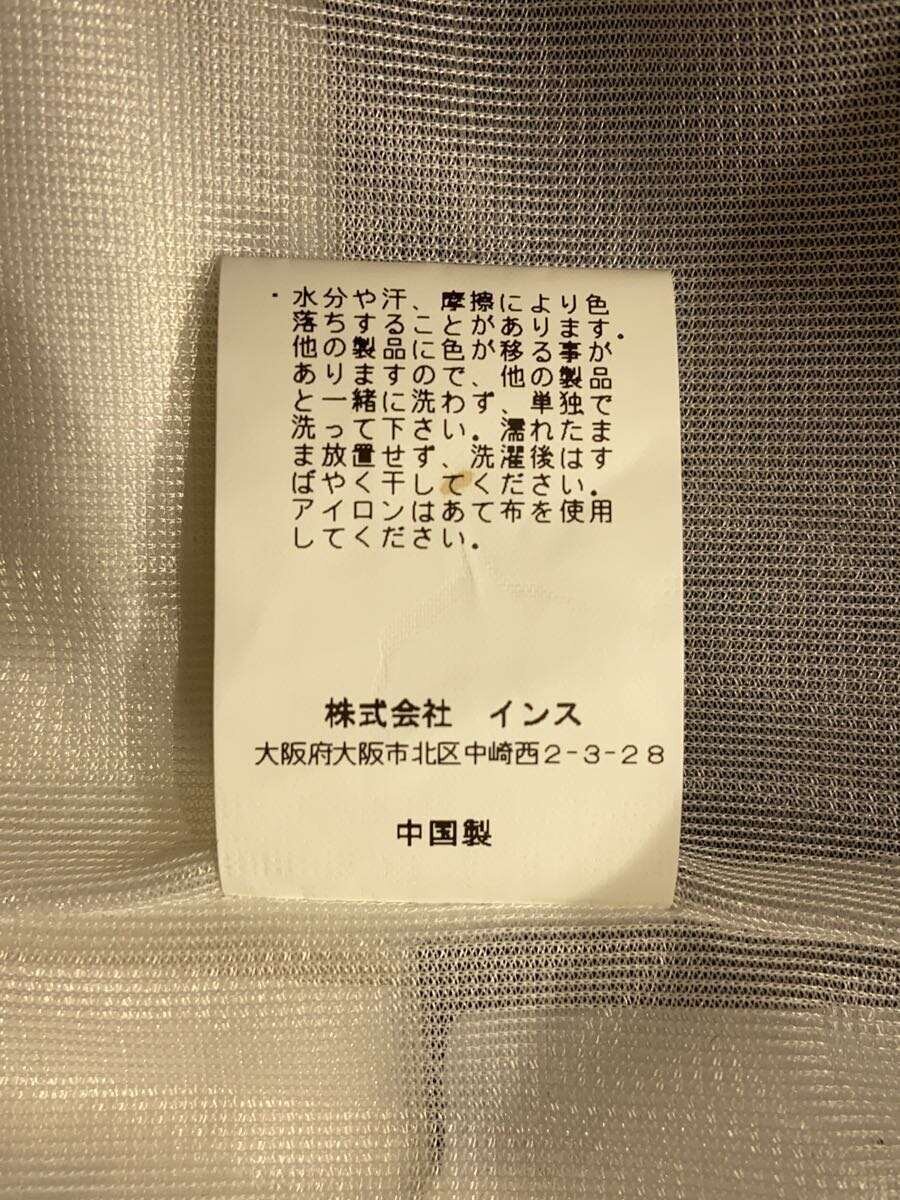 ・水分や汗、摩擦により色
落ちすることがあります。
他の製品に色が移る事が
ありますので、他の製品
と一緒に洗わず、単独で
洗って下さい。濡れたま
ま放置せず、洗濯後はす
ばやく干してください。
アイロンはあて布を使用
してください。
株式会社　インス
大阪府大阪市北区中崎西2-3-28
中国製